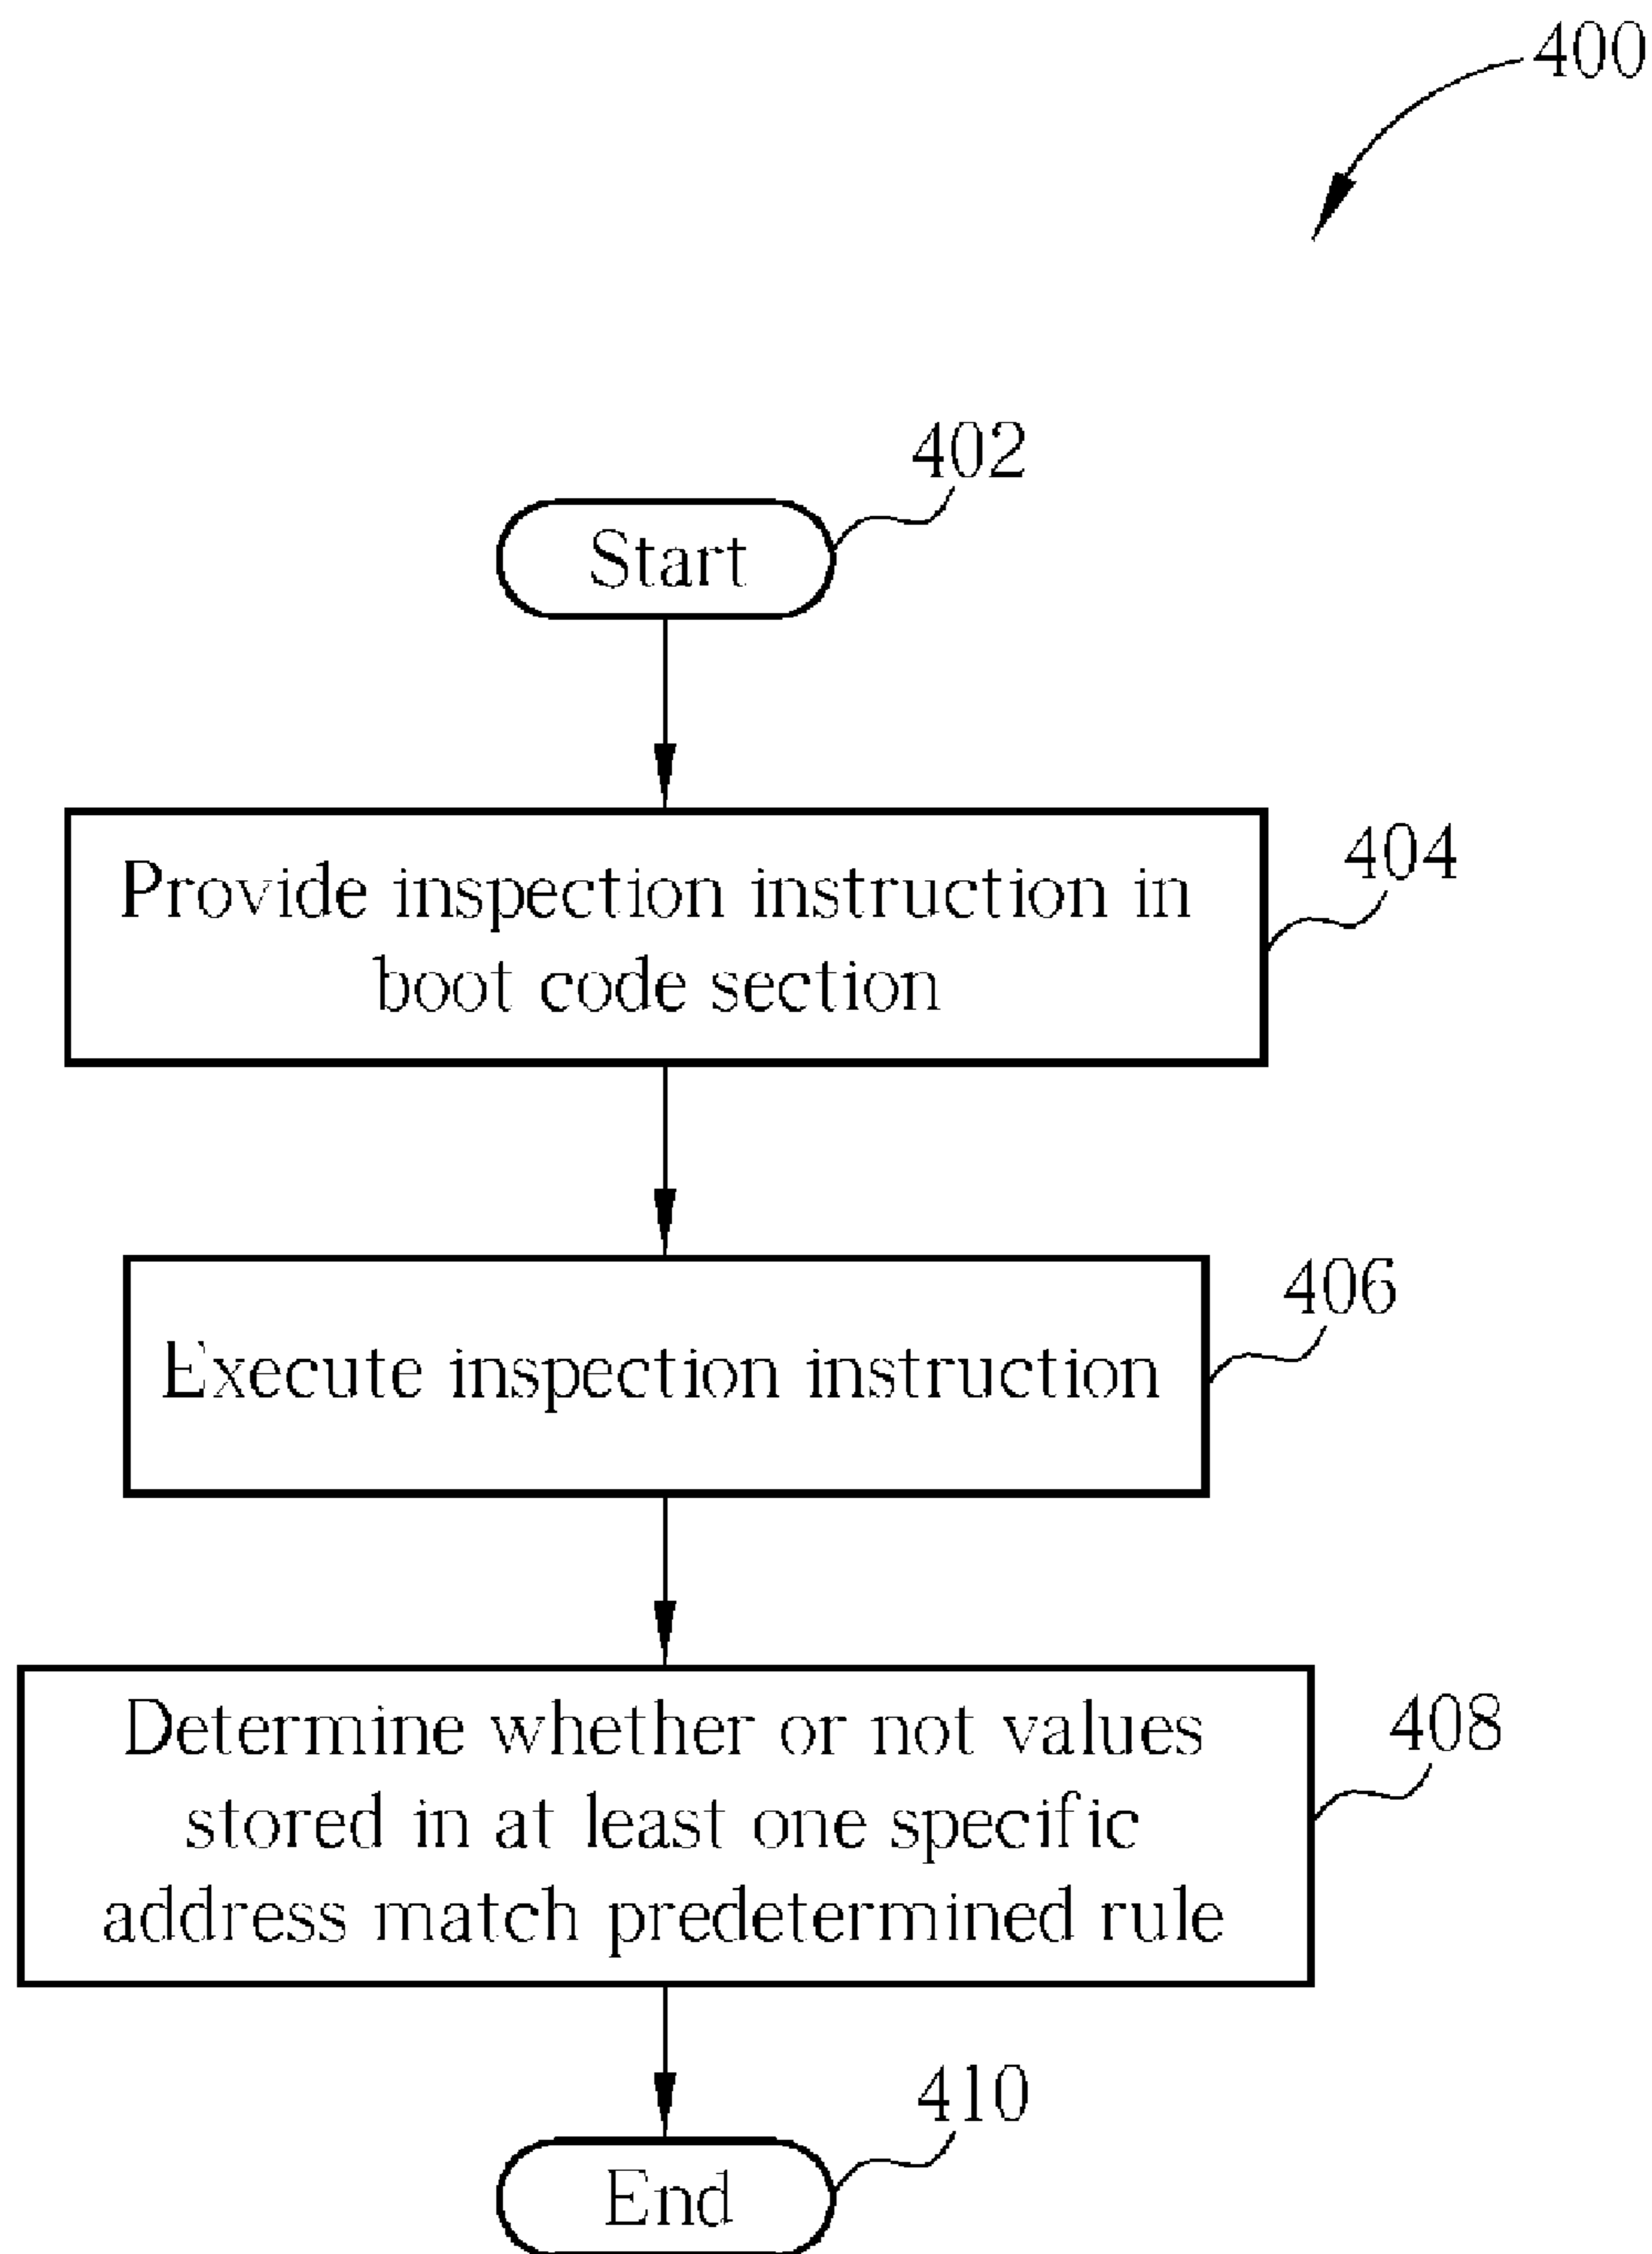 400
402
Start
404
Provide inspection instruction in
boot code section
406
Execute inspection instruction
408
Determine whether or not values
stored in at least one specific
address match predetermined rule
410
End